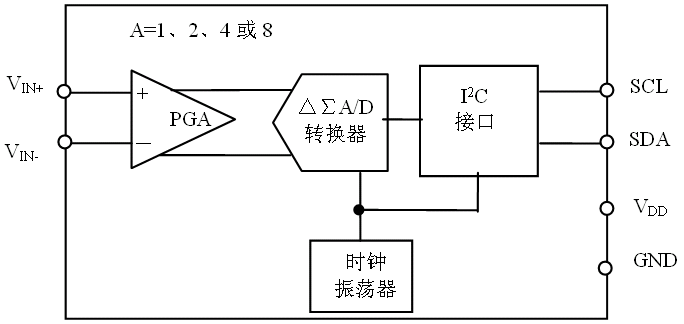 A=1、2、4 或 8
VIN+
VIN-
+
—
PGA
△ΣA/D
转换器
I²C
接口
SCL
SDA
VDD
GND
时钟
振荡器